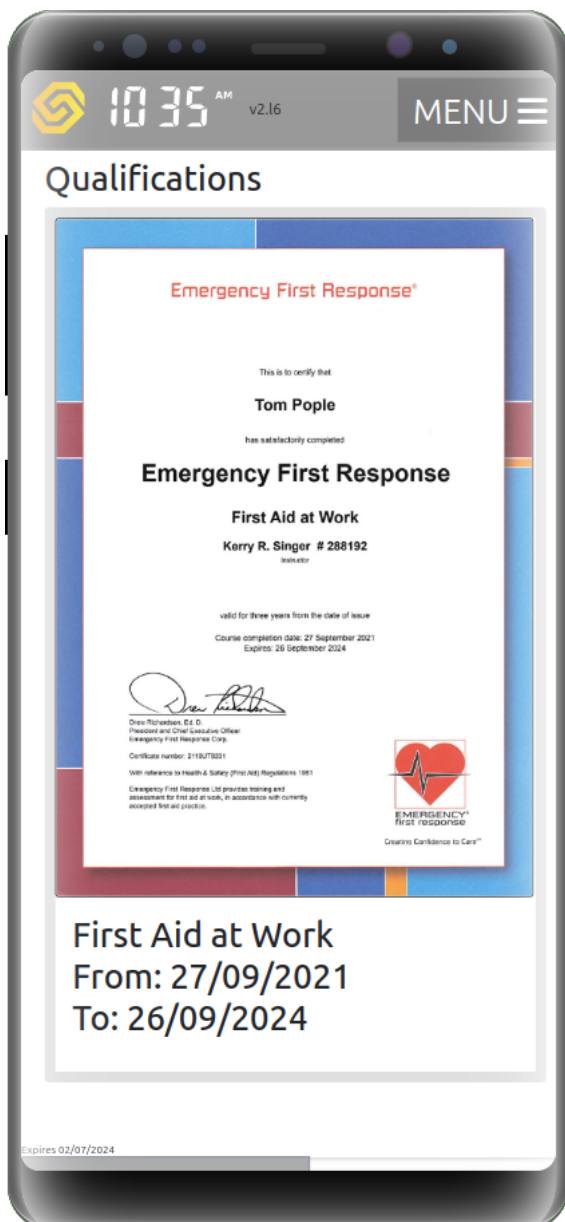 10 35 AM v2.l6 MENU
Qualifications
Emergency First Response®
This is to certify that
Tom Pople
has satisfactorily completed
Emergency First Response
First Aid at Work
Kerry R. Singer # 288192
Instructor
valid for three years from the date of issue
Course completion date: 27 September 2021
Expires: 26 September 2024
Drew Richardson, Ed. D.
President and Chief Executive Officer
Emergency First Response Corp.
Certificate number:
With reference to Health & Safety (First Aid) Regulations 1981
Emergency First Response Ltd provides training and
assessment for first aid at work, in accordance with currently
accepted first aid practice.
EMERGENCY®
first response
Creating Confidence to Care™
First Aid at Work
From: 27/09/2021
To: 26/09/2024
Expires 02/07/2024